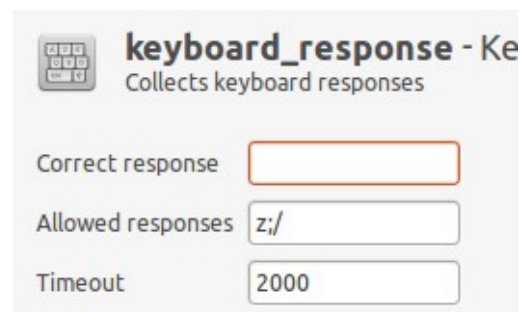 keyboard_response - Ke
Collects keyboard responses
Correct response
Allowed responses z;/
Timeout 2000